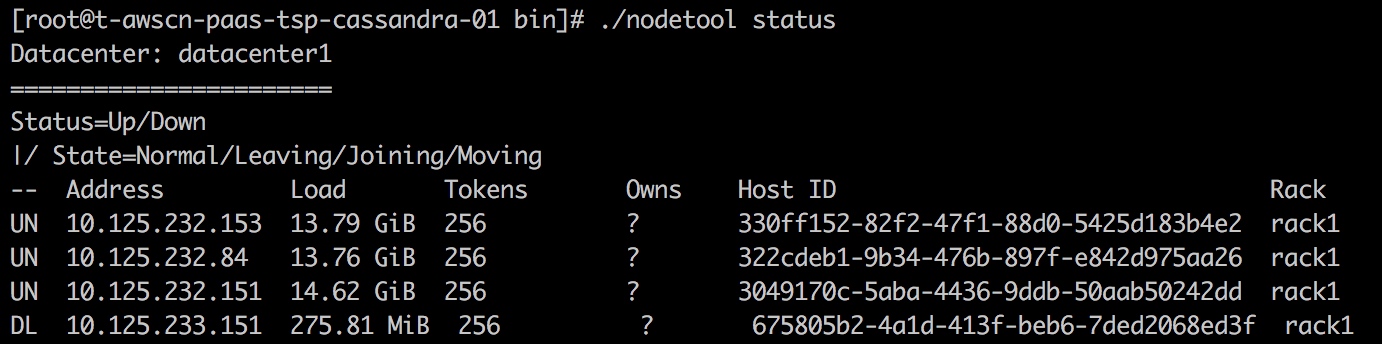 [root@t-awscn-paas-tsp-cassandra-01 bin]# ./nodetool status
Datacenter: datacenter1
=======================
Status=Up/Down
|/ State=Normal/Leaving/Joining/Moving
--  Address         Load       Tokens       Owns    Host ID                               Rack
UN  10.125.232.153  13.79 GiB  256          ?       330ff152-82f2-47f1-88d0-5425d183b4e2  rack1
UN  10.125.232.84   13.76 GiB  256          ?       322cdeb1-9b34-476b-897f-e842d975aa26  rack1
UN  10.125.232.151  14.62 GiB  256          ?       3049170c-5aba-4436-9ddb-50aab50242dd  rack1
DL  10.125.233.151  275.81 MiB  256          ?       675805b2-4a1d-413f-beb6-7ded2068ed3f  rack1